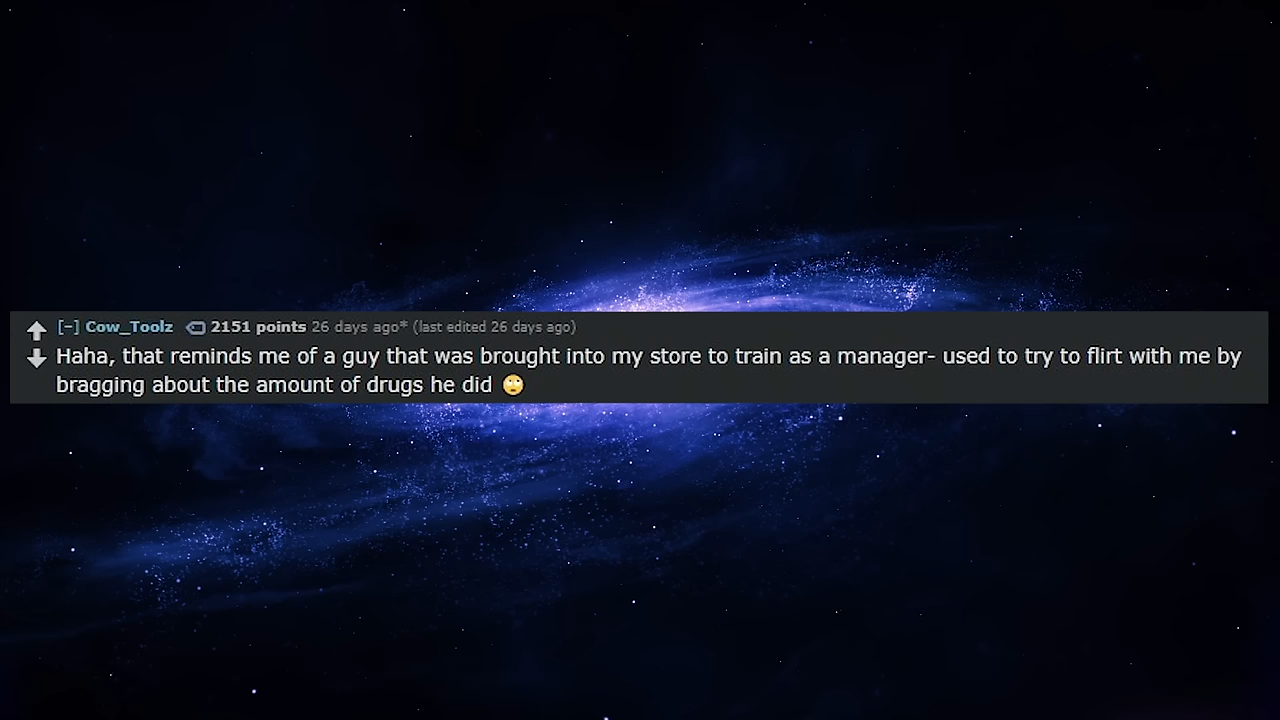 [–] Cow_Toolz 2151 points 26 days ago* (last edited 26 days ago)
Haha, that reminds me of a guy that was brought into my store to train as a manager- used to try to flirt with me by
bragging about the amount of drugs he did 🙄